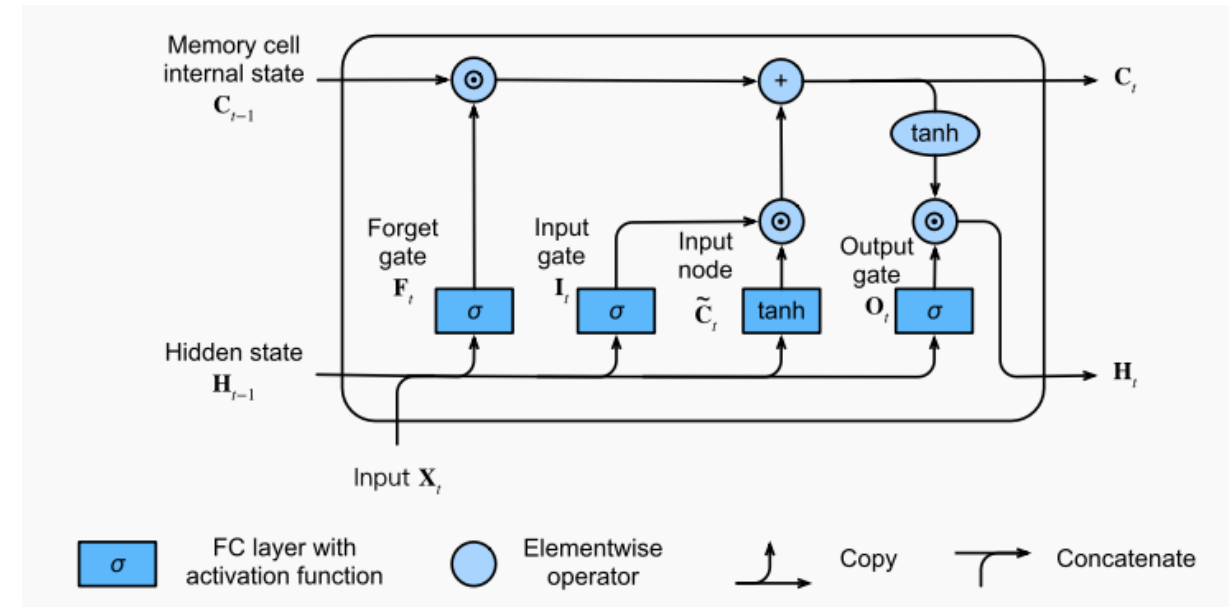 Memory cell
internal state
C_{t−1}
⊙
+
C_t
tanh
Forget
gate
F_t
σ
Input
gate
I_t
σ
⊙
Input
node
C̃_t
tanh
⊙
Output
gate
O_t
σ
Hidden state
H_{t−1}
H_t
Input X_t
σ
FC layer with
activation function
Elementwise
operator
Copy
Concatenate